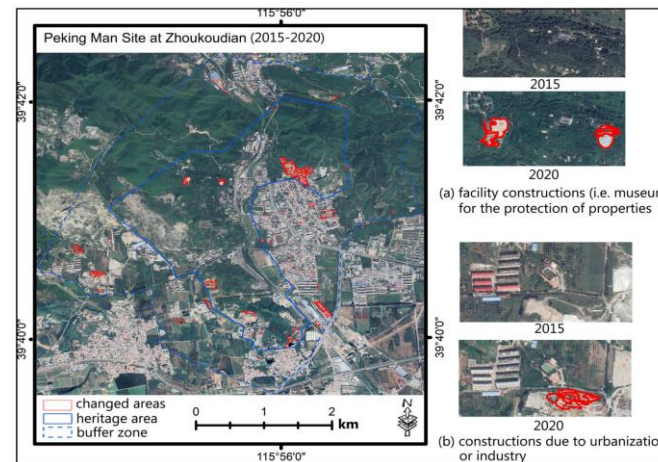 115°56'0"
Peking Man Site at Zhoukoudian (2015-2020)
39°42'0"
39°42'0"
39°40'0"
39°40'0"
changed areas
heritage area
buffer zone
0 1 2
km
N
115°56'0"
2015
2020
(a) facility constructions (i.e. museum
for the protection of properties
2015
2020
(b) constructions due to urbanizatio
or industry